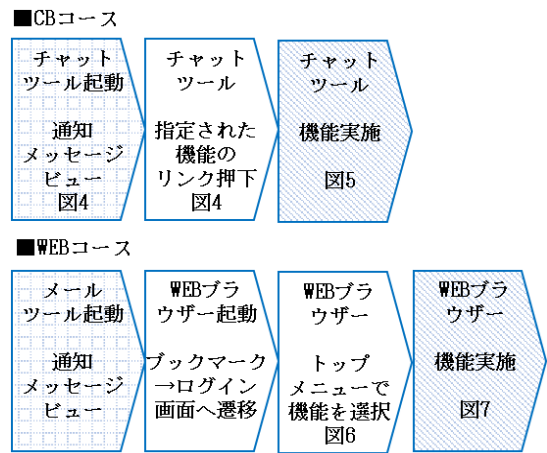 ■CBコース
チャット
ツール起動
通知
メッセージ
ビュー
図4
チャット
ツール
指定された
機能の
リンク押下
図4
チャット
ツール
機能実施
図5
■WEBコース
メール
ツール起動
通知
メッセージ
ビュー
WEBブラ
ウザー起動
ブックマーク
→ログイン
画面へ遷移
WEBブラ
ウザー
トップ
メニューで
機能を選択
図6
WEBブラ
ウザー
機能実施
図7